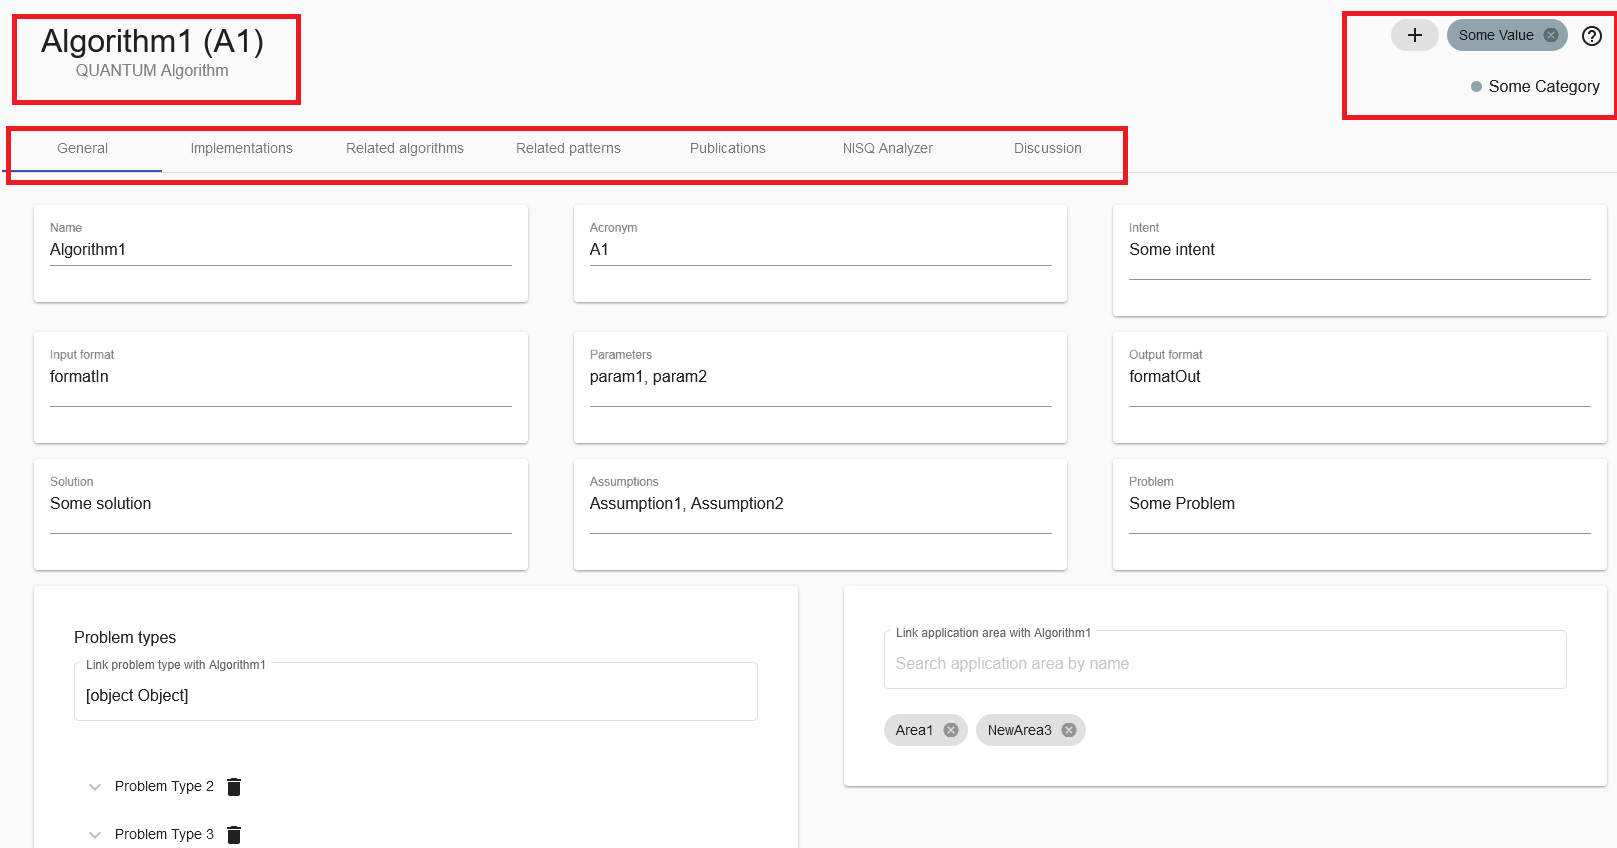 Algorithm1 (A1)
QUANTUM Algorithm
+
Some Value
Some Category
General
Implementations
Related algorithms
Related patterns
Publications
NISQ Analyzer
Discussion
Name
Algorithm1
Acronym
A1
Intent
Some intent
Input format
formatIn
Parameters
param1, param2
Output format
formatOut
Solution
Some solution
Assumptions
Assumption1, Assumption2
Problem
Some Problem
Problem types
Link problem type with Algorithm1
[object Object]
Problem Type 2
Problem Type 3
Link application area with Algorithm1
Search application area by name
Area1
NewArea3